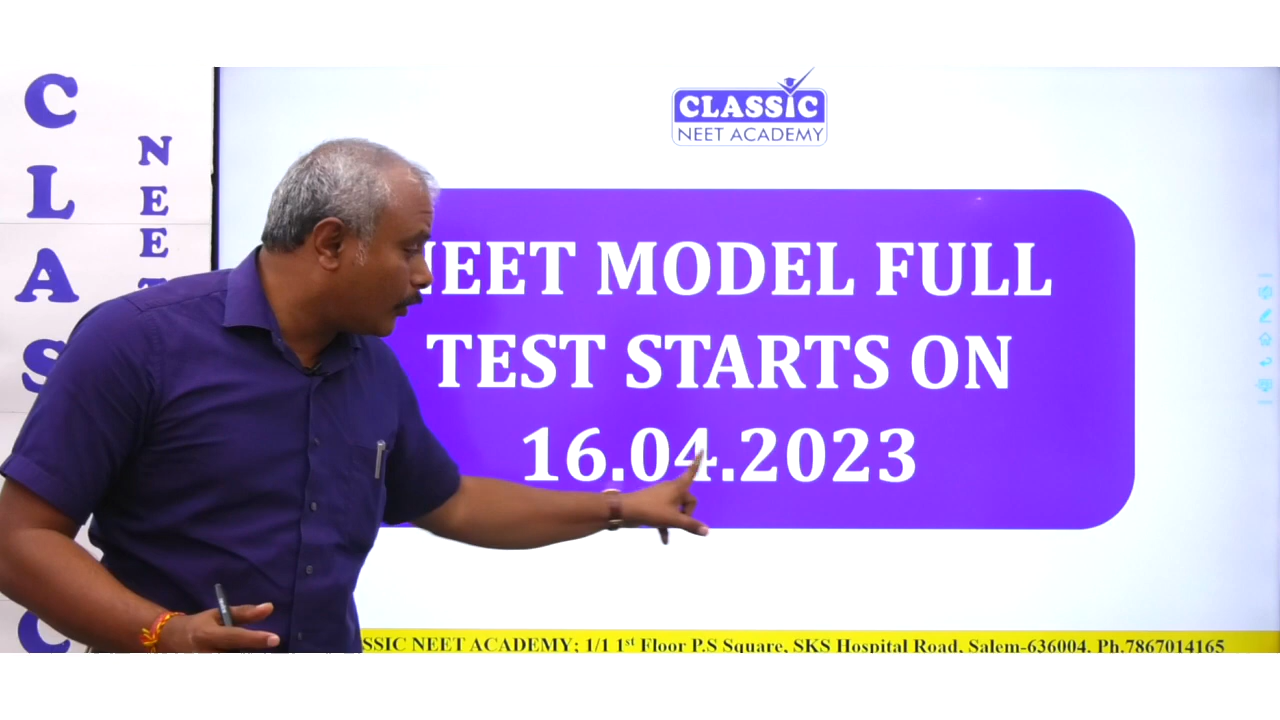 CLASSIC
NEET ACADEMY
C
L
A
S
C
N
E
E
T
NEET MODEL FULL
TEST STARTS ON
16.04.2023
SSIC NEET ACADEMY; 1/1 1st Floor P.S Square, SKS Hospital Road, Salem-636004. Ph.7867014165